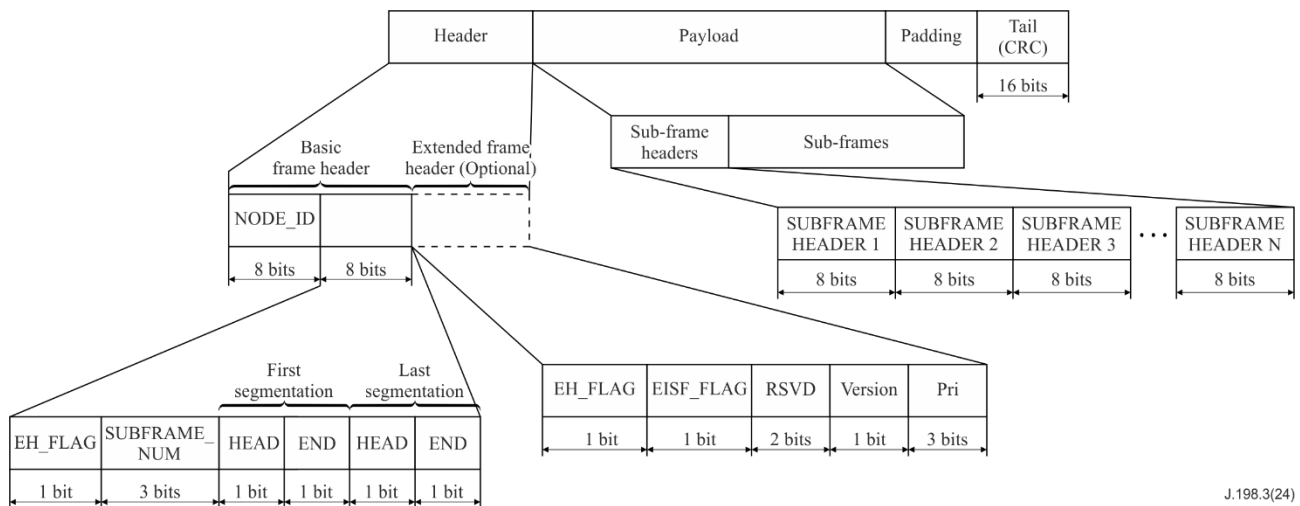 Header
Payload
Padding
Tail
(CRC)
16 bits
Sub-frame
headers
Sub-frames
Basic
frame header
Extended frame
header (Optional)
NODE_ID
8 bits
8 bits
SUBFRAME
HEADER 1
SUBFRAME
HEADER 2
SUBFRAME
HEADER 3
• • •
SUBFRAME
HEADER N
8 bits
8 bits
8 bits
8 bits
First
segmentation
Last
segmentation
EH_FLAG
SUBFRAME_
NUM
HEAD
END
HEAD
END
1 bit
3 bits
1 bit
1 bit
1 bit
1 bit
EH_FLAG
EISF_FLAG
RSVD
Version
Pri
1 bit
1 bit
2 bits
1 bit
3 bits
J.198.3(24)